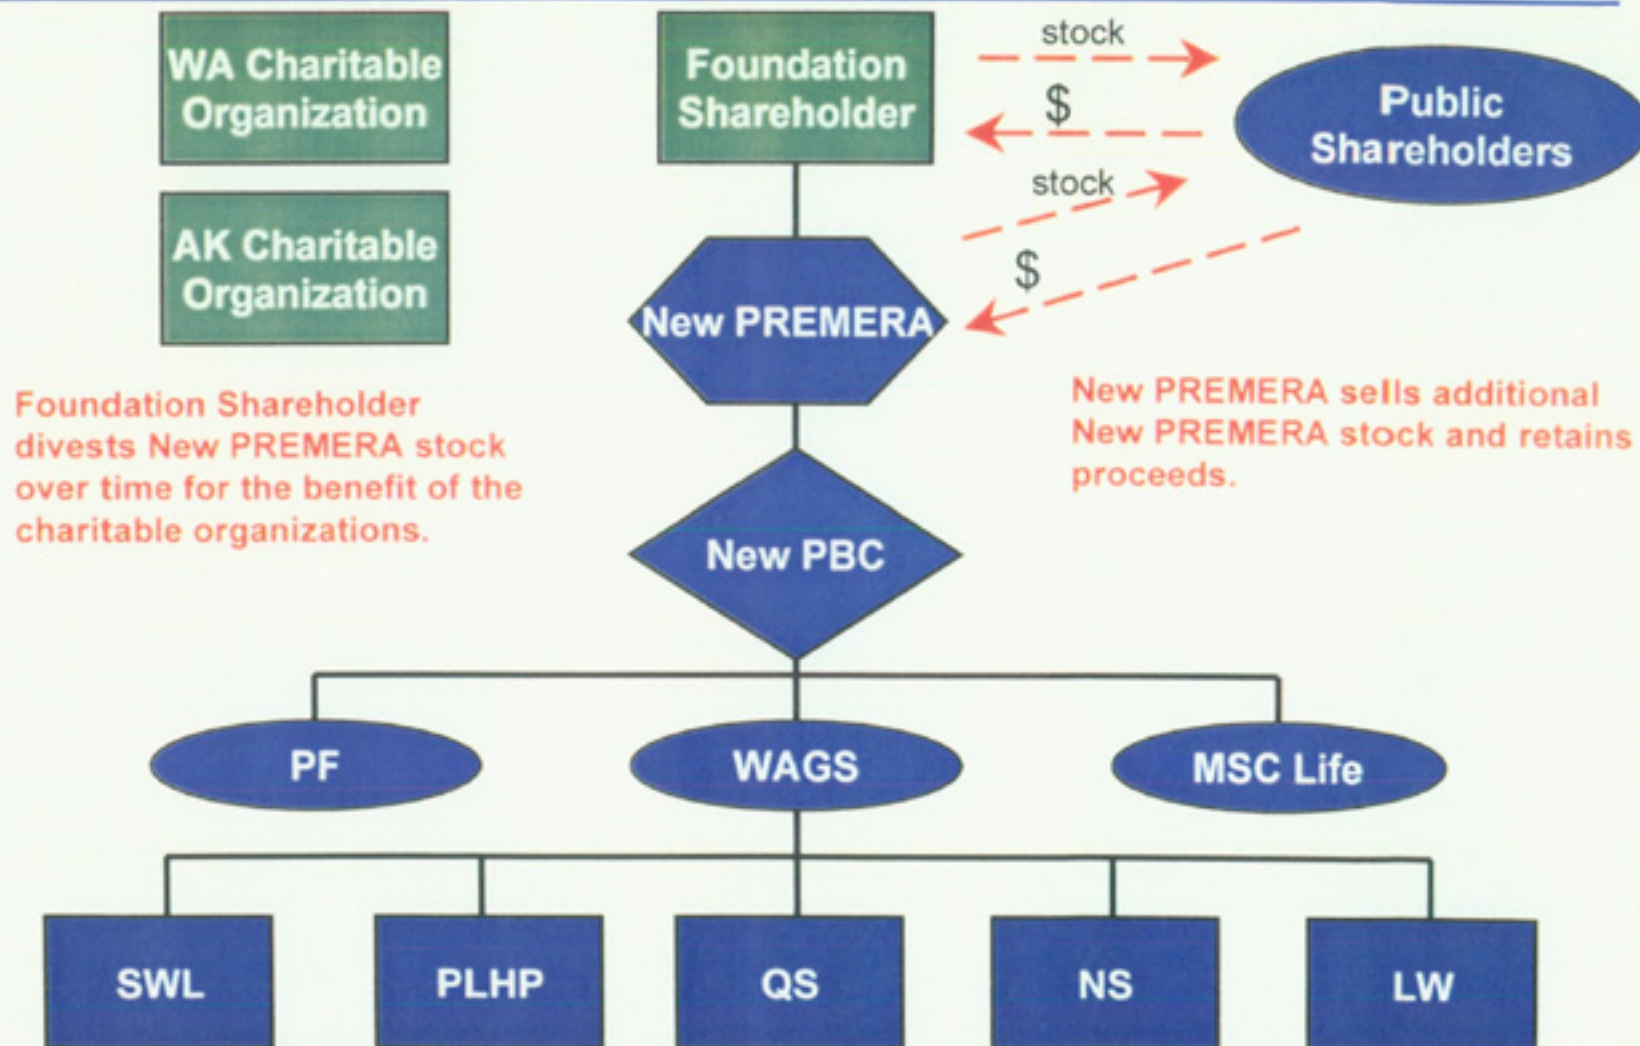 WA Charitable
Organization
Foundation
Shareholder
stock
$
Public
Shareholders
AK Charitable
Organization
stock
$
New PREMERA
Foundation Shareholder
divests New PREMERA stock
over time for the benefit of the
charitable organizations.
New PREMERA sells additional
New PREMERA stock and retains
proceeds.
New PBC
PF
WAGS
MSC Life
SWL
PLHP
QS
NS
LW